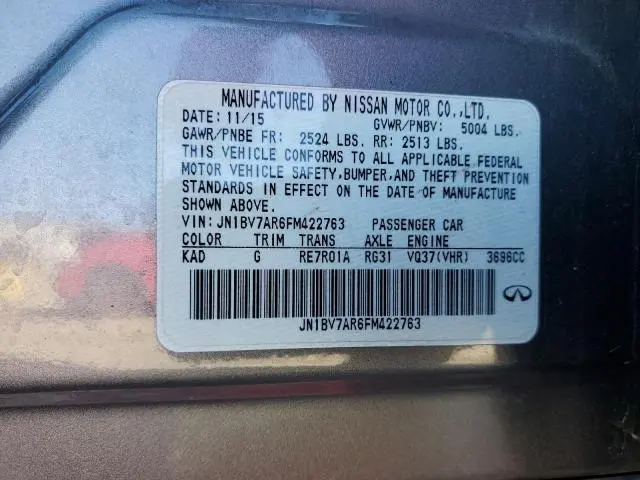 MANUFACTURED BY NISSAN MOTOR CO.,LTD.
DATE: 11/15 GVWR/PNBV: 5004 LBS.
GAWR/PNBE FR: 2524 LBS. RR: 2513 LBS.
THIS VEHICLE CONFORMS TO ALL APPLICABLE FEDERAL
MOTOR VEHICLE SAFETY,BUMPER,AND THEFT PREVENTION
STANDARDS IN EFFECT ON THE DATE OF MANUFACTURE
SHOWN ABOVE.
VIN: JN1BV7AR6FM422763 PASSENGER CAR
COLOR TRIM TRANS AXLE ENGINE
KAD G RE7R01A RG31 VQ37(VHR) 3696CC
JN1BV7AR6FM422763